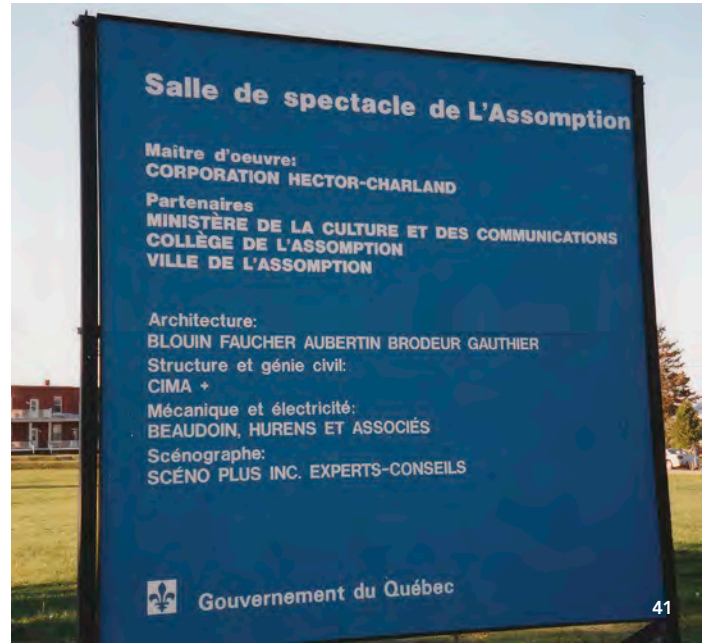 Salle de spectacle de L'Assomption
Maître d'oeuvre:
CORPORATION HECTOR-CHARLAND
Partenaires
MINISTÈRE DE LA CULTURE ET DES COMMUNICATIONS
COLLÈGE DE L'ASSOMPTION
VILLE DE L'ASSOMPTION
Architecture:
BLOUIN FAUCHER AUBERTIN BRODEUR GAUTHIER
Structure et génie civil:
CIMA +
Mécanique et électricité:
BEAUDOIN, HURENS ET ASSOCIÉS
Scénographe:
SCÉNO PLUS INC. EXPERTS-CONSEILS
Gouvernement du Québec
41